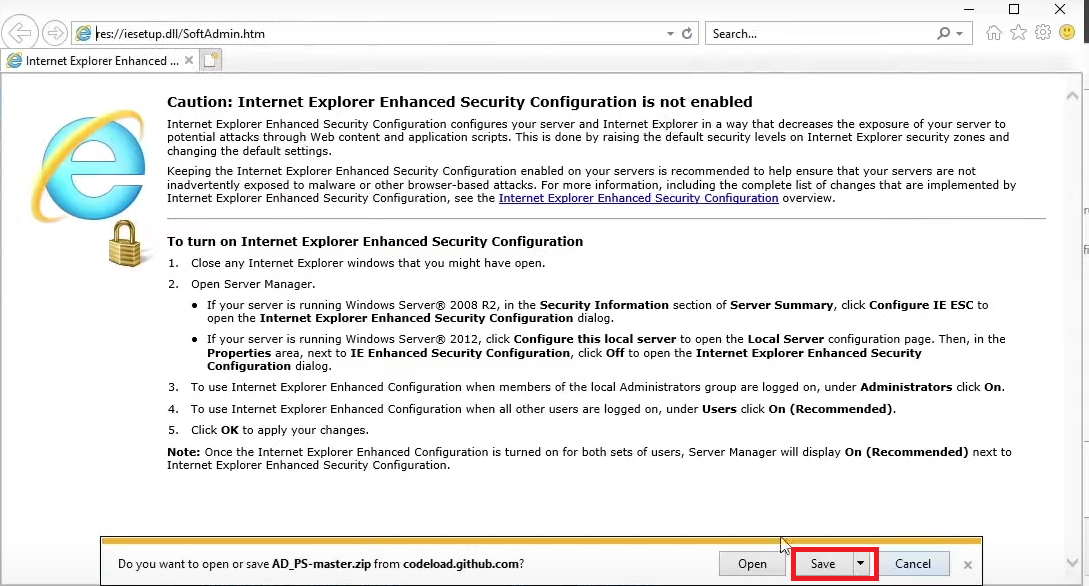 res://iesetup.dll/SoftAdmin.htm
Search...
Internet Explorer Enhanced ...
Caution: Internet Explorer Enhanced Security Configuration is not enabled
Internet Explorer Enhanced Security Configuration configures your server and Internet Explorer in a way that decreases the exposure of your server to
potential attacks through Web content and application scripts. This is done by raising the default security levels on Internet Explorer security zones and
changing the default settings.
Keeping the Internet Explorer Enhanced Security Configuration enabled on your servers is recommended to help ensure that your servers are not
inadvertently exposed to malware or other browser-based attacks. For more information, including the complete list of changes that are implemented by
Internet Explorer Enhanced Security Configuration, see the Internet Explorer Enhanced Security Configuration overview.
To turn on Internet Explorer Enhanced Security Configuration
1. Close any Internet Explorer windows that you might have open.
2. Open Server Manager.
• If your server is running Windows Server® 2008 R2, in the Security Information section of Server Summary, click Configure IE ESC to
open the Internet Explorer Enhanced Security Configuration dialog.
• If your server is running Windows Server® 2012, click Configure this local server to open the Local Server configuration page. Then, in the
Properties area, next to IE Enhanced Security Configuration, click Off to open the Internet Explorer Enhanced Security
Configuration dialog.
3. To use Internet Explorer Enhanced Configuration when members of the local Administrators group are logged on, under Administrators click On.
4. To use Internet Explorer Enhanced Configuration when all other users are logged on, under Users click On (Recommended).
5. Click OK to apply your changes.
Note: Once the Internet Explorer Enhanced Configuration is turned on for both sets of users, Server Manager will display On (Recommended) next to
Internet Explorer Enhanced Security Configuration.
Do you want to open or save AD_PS-master.zip from codeload.github.com?
Open
Save
Cancel